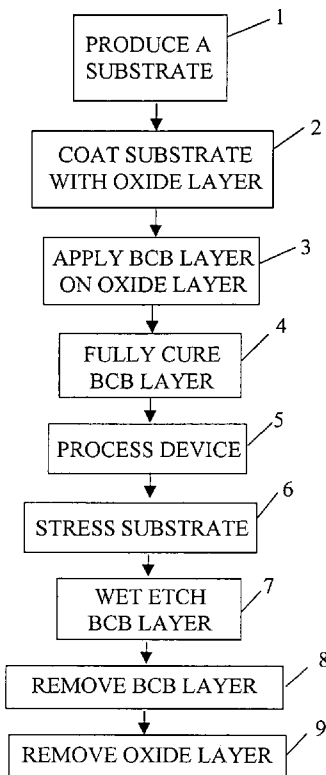 1
PRODUCE A
SUBSTRATE
2
COAT SUBSTRATE
WITH OXIDE LAYER
3
APPLY BCB LAYER
ON OXIDE LAYER
4
FULLY CURE
BCB LAYER
5
PROCESS DEVICE
6
STRESS SUBSTRATE
7
WET ETCH
BCB LAYER
8
REMOVE BCB LAYER
9
REMOVE OXIDE LAYER